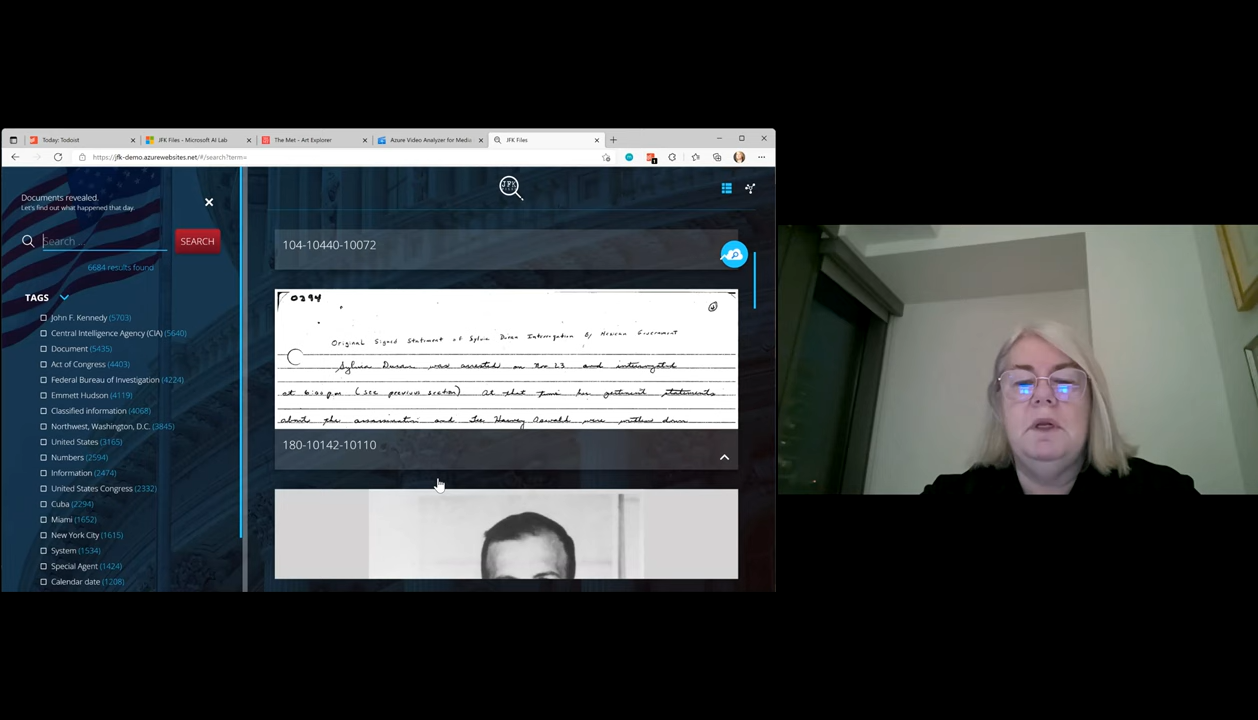 Today: Todoist
JFK Files - Microsoft AI Lab
The Met - Art Explorer
Azure Video Analyzer for Media
JFK Files
https://jfk-demo.azurewebsites.net/#/search?term=
Documents revealed.
Let's find out what happened that day.
Search ...
SEARCH
6684 results found
TAGS
John F. Kennedy (5703)
Central Intelligence Agency (CIA) (5640)
Document (5435)
Act of Congress (4403)
Federal Bureau of Investigation (4224)
Emmett Hudson (4119)
Classified information (4068)
Northwest, Washington, D.C. (3845)
United States (3165)
Numbers (2594)
Information (2474)
United States Congress (2332)
Cuba (2294)
Miami (1652)
New York City (1615)
System (1534)
Special Agent (1424)
Calendar date (1208)
JFK
104-10440-10072
0294
Original Signed Statement of Sylvia Duran Interrogation By Mexican Government
Sylvia Duran was arrested on Nov 23 and interrogated
at 6:00 p.m (see previous section) At that time her pertinent statements
about the assassination and Lee Harvey Oswald were written down
180-10142-10110